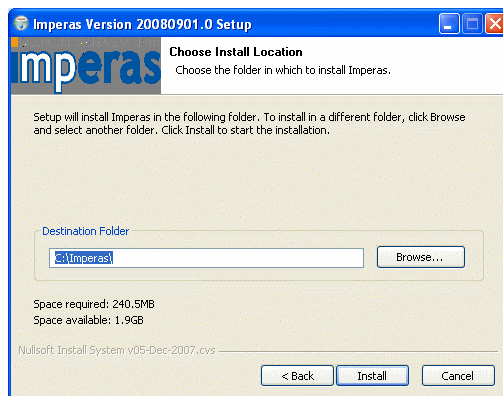 Imperas Version 20080901.0 Setup
imperas
Choose Install Location
Choose the folder in which to install Imperas.
Setup will install Imperas in the following folder. To install in a different folder, click Browse
and select another folder. Click Install to start the installation.
Destination Folder
C:\Imperas\
Browse...
Space required: 240.5MB
Space available: 1.9GB
Nullsoft Install System v05-Dec-2007.cvs
< Back
Install
Cancel